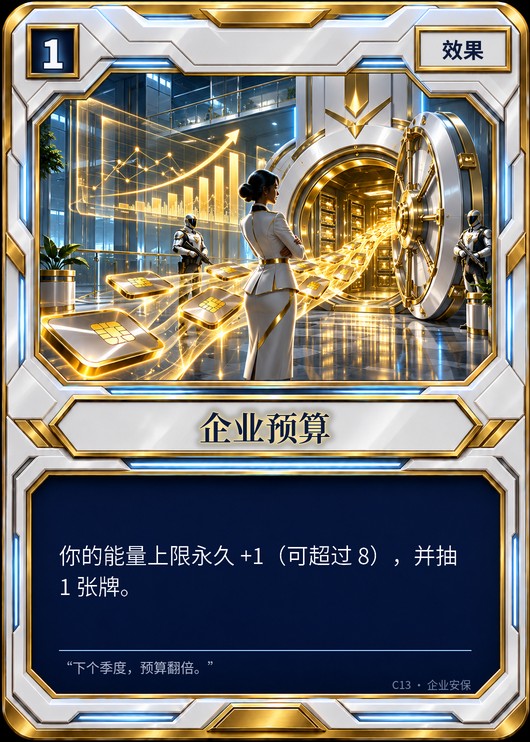 1
效果
企业预算
你的能量上限永久 +1（可超过 8），并抽
1 张牌。
“下个季度，预算翻倍。”
C13 · 企业安保